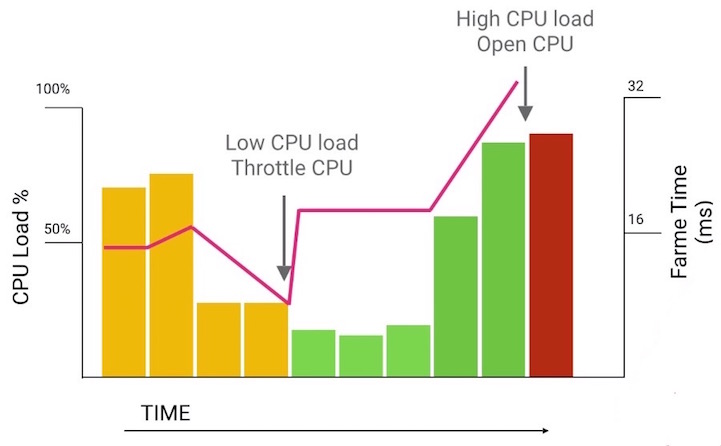 High CPU load
Open CPU
100%
32
Low CPU load
Throttle CPU
50%
16
CPU Load %
Farme Time
(ms)
TIME